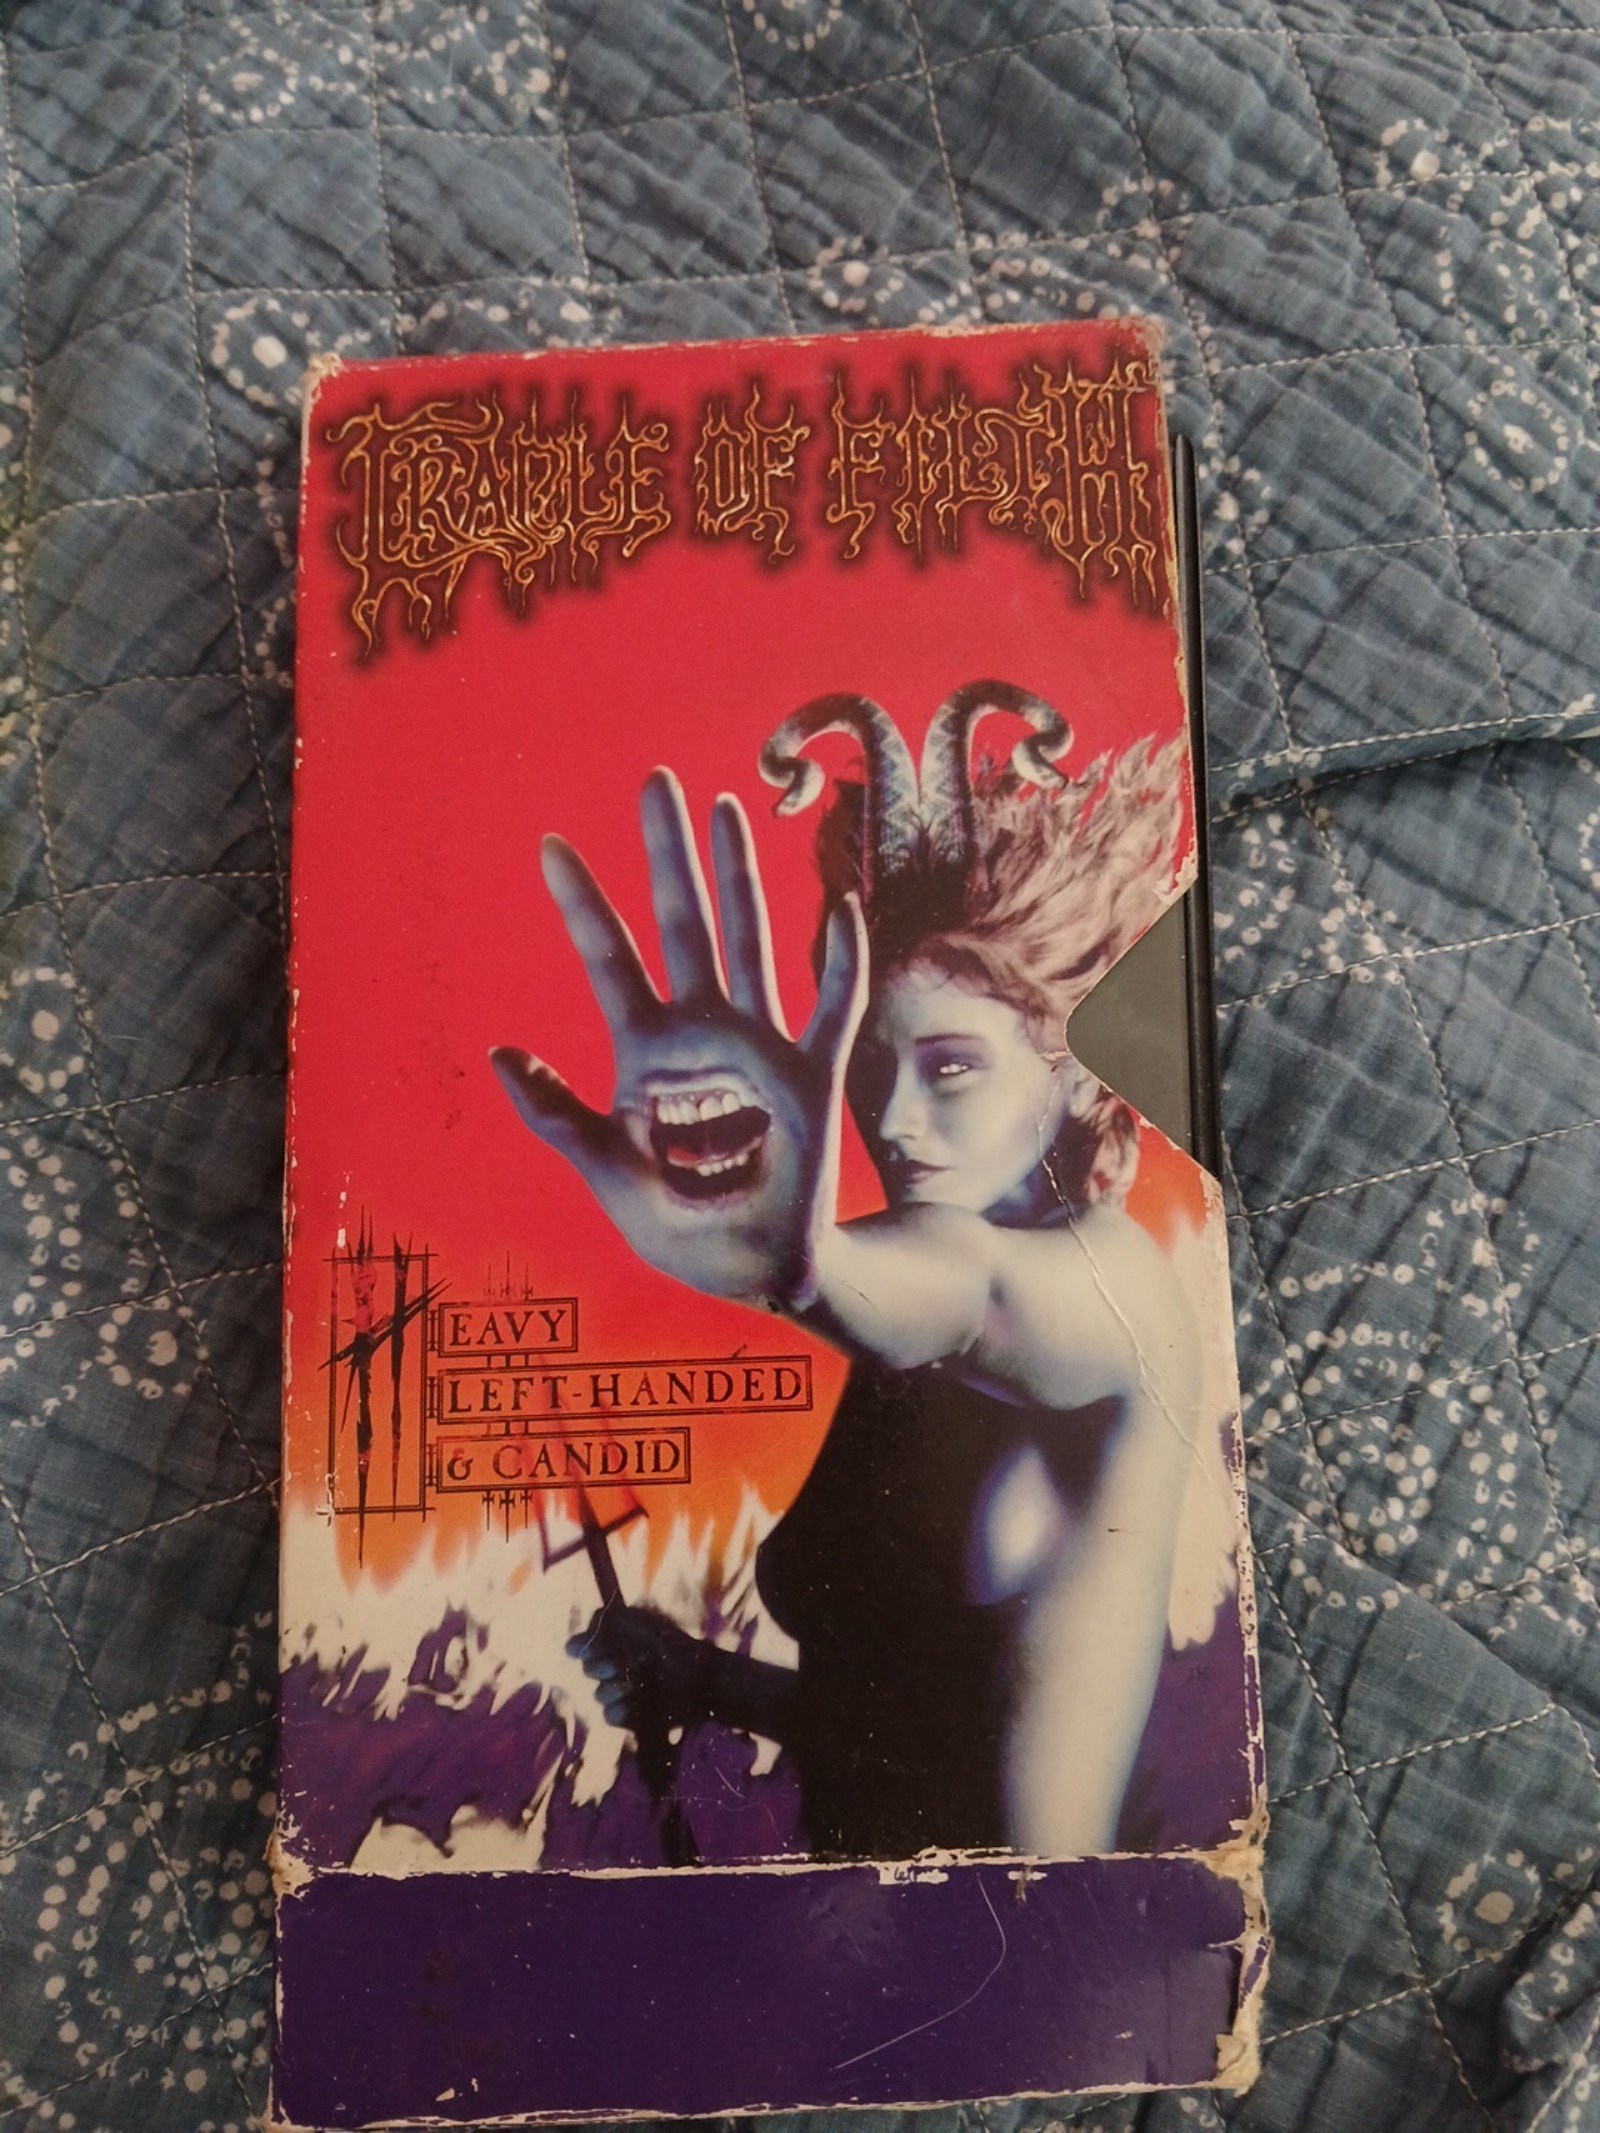 CRADLE OF FILTH
HEAVY
LEFT-HANDED
& CANDID